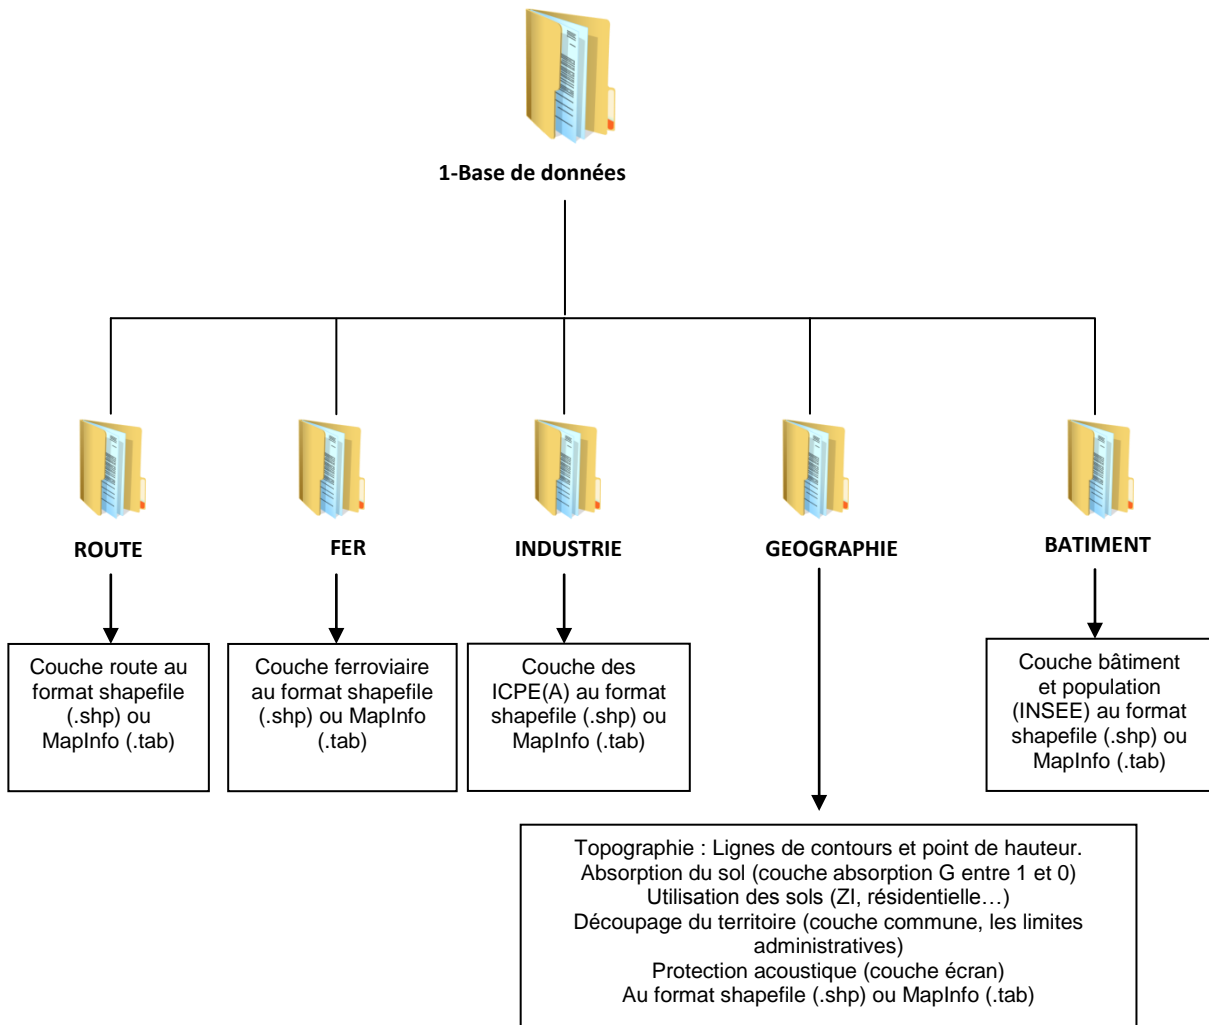 1-Base de données
ROUTE
FER
INDUSTRIE
GEOGRAPHIE
BATIMENT
Couche route au
format shapefile
(.shp) ou
MapInfo (.tab)
Couche ferroviaire
au format shapefile
(.shp) ou MapInfo
(.tab)
Couche des
ICPE(A) au format
shapefile (.shp) ou
MapInfo (.tab)
Couche bâtiment
et population
(INSEE) au format
shapefile (.shp) ou
MapInfo (.tab)
Topographie : Lignes de contours et point de hauteur.
Absorption du sol (couche absorption G entre 1 et 0)
Utilisation des sols (ZI, résidentielle…)
Découpage du territoire (couche commune, les limites
administratives)
Protection acoustique (couche écran)
Au format shapefile (.shp) ou MapInfo (.tab)